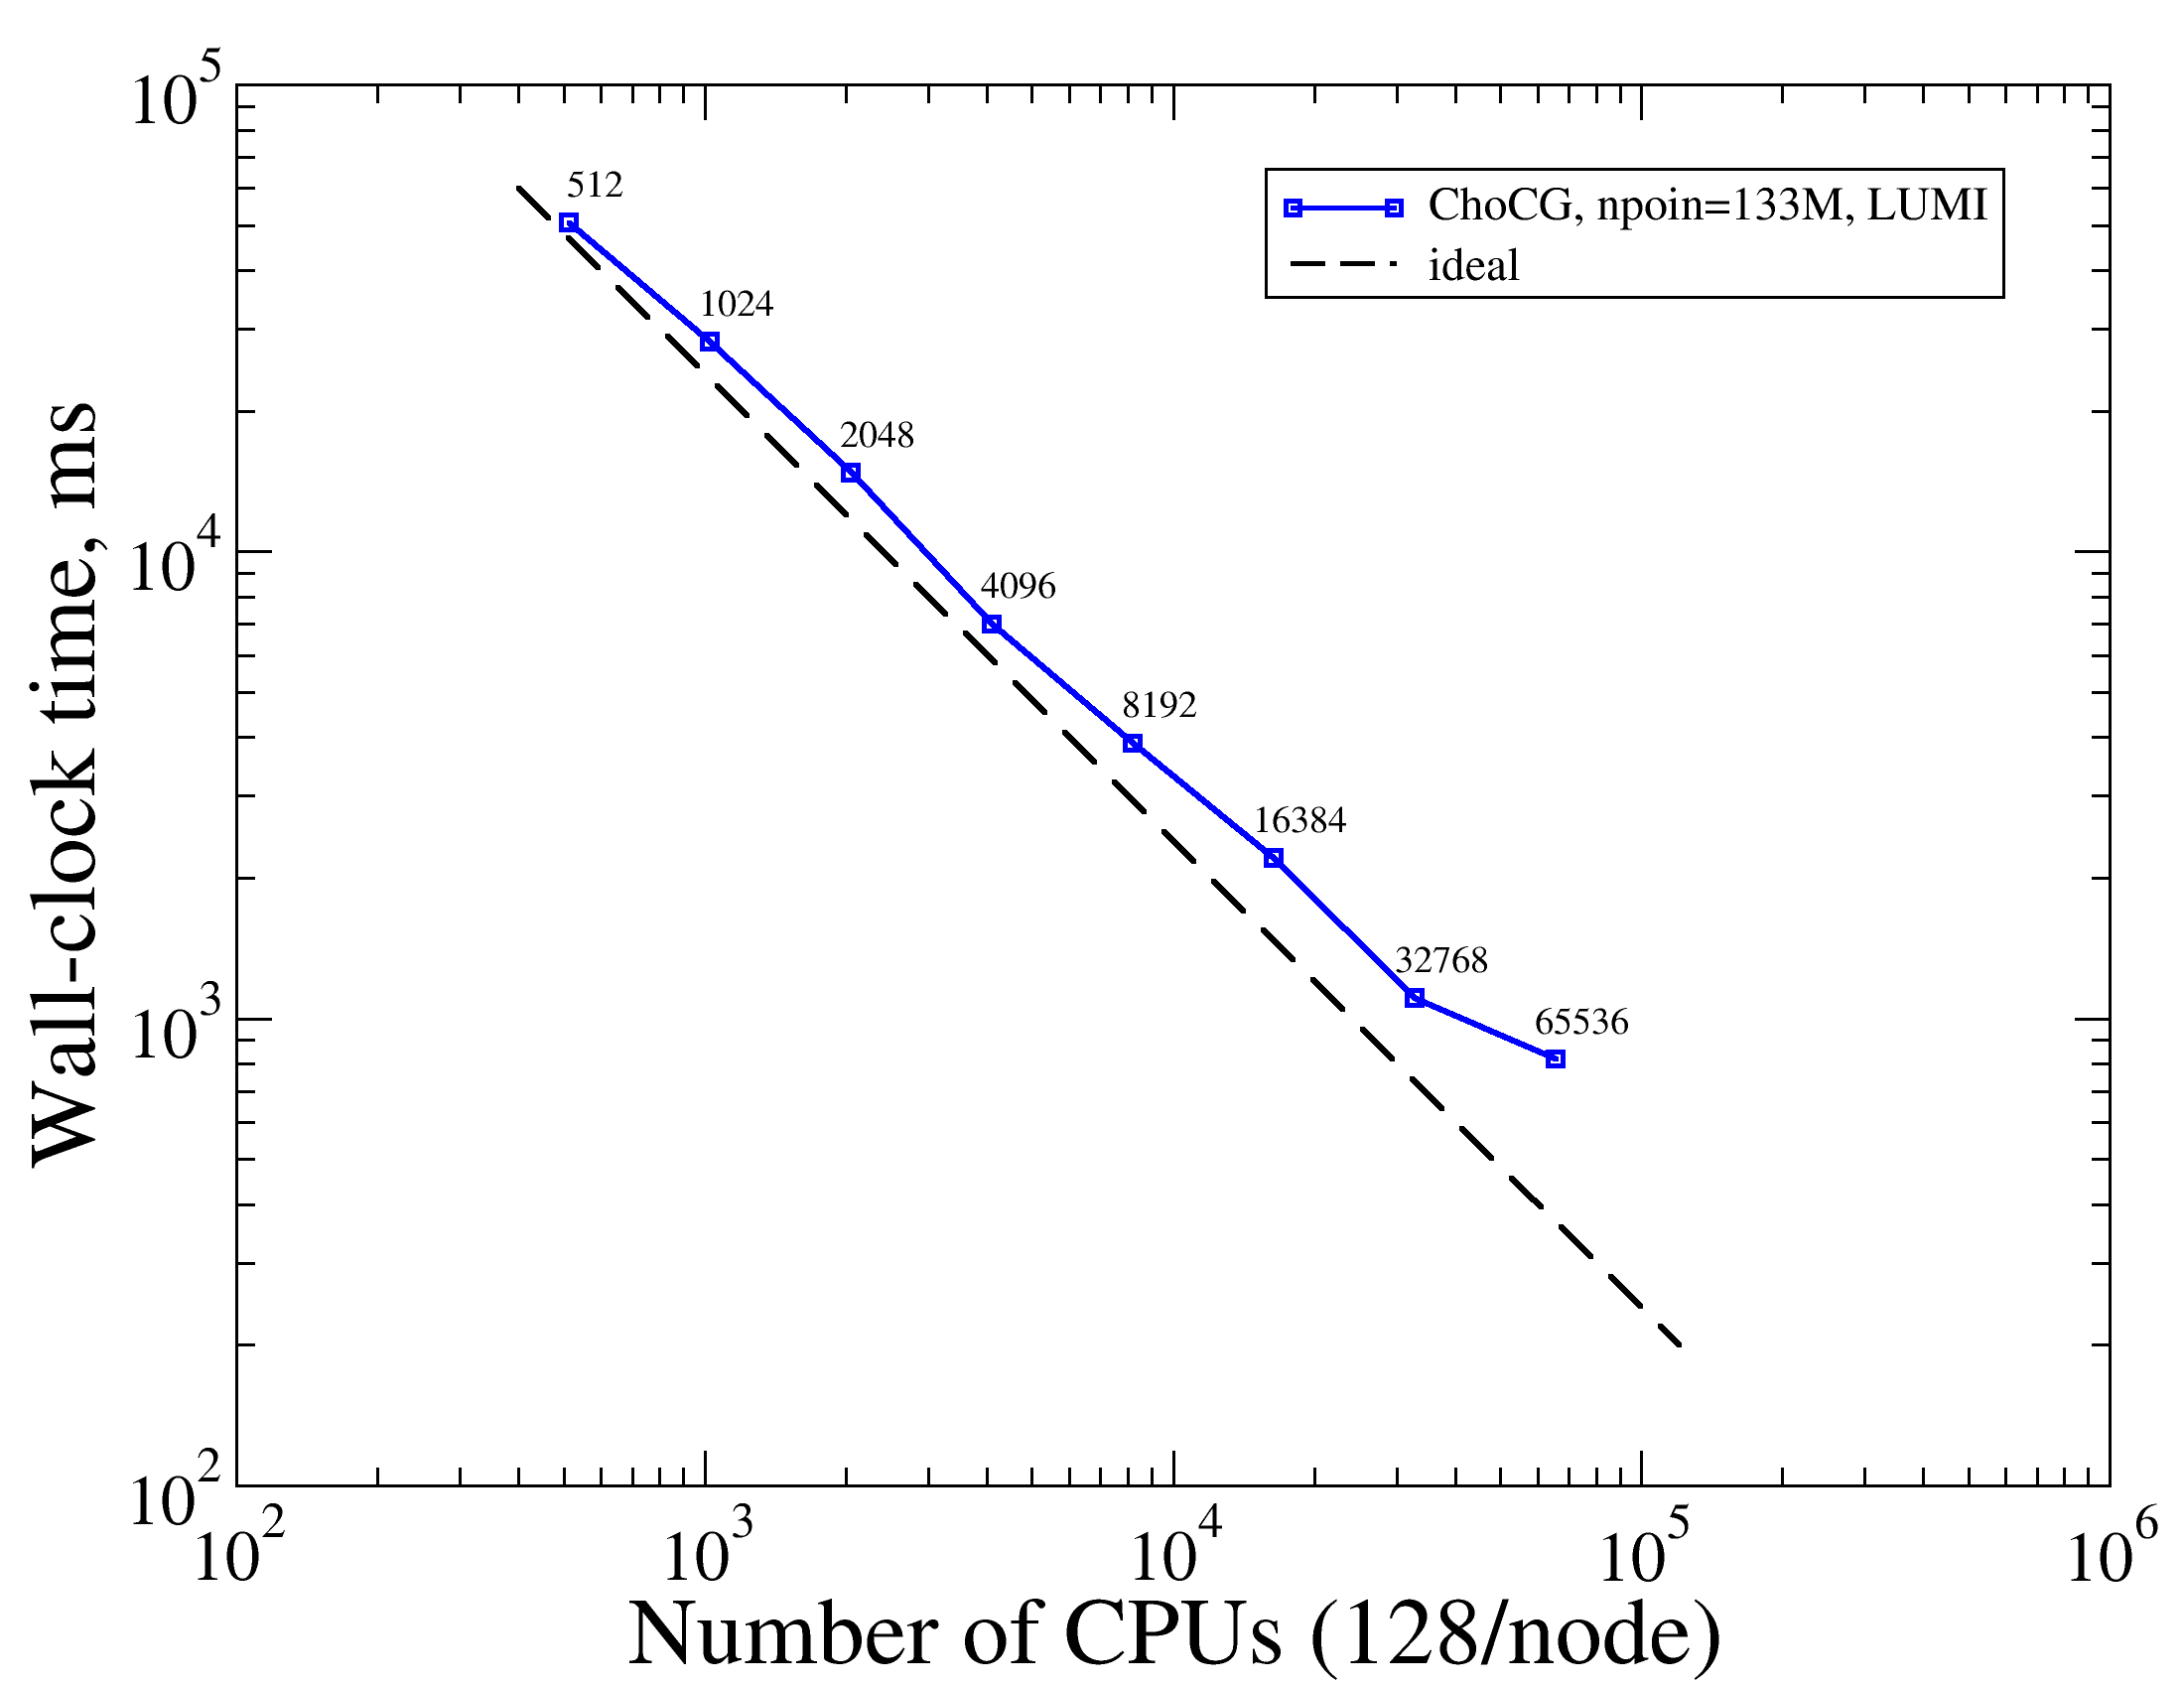 10^5
10^4
10^3
10^2
Wall-clock time, ms
512
1024
2048
4096
8192
16384
32768
65536
ChoCG, npoin=133M, LUMI
ideal
10^2 10^3 10^4 10^5 10^6
Number of CPUs (128/node)